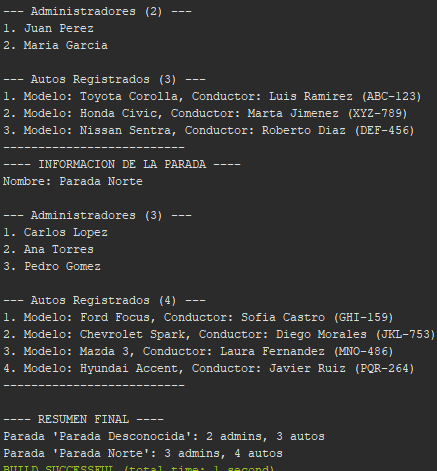 --- Administradores (2) ---
1. Juan Perez
2. Maria Garcia
--- Autos Registrados (3) ---
1. Modelo: Toyota Corolla, Conductor: Luis Ramirez (ABC-123)
2. Modelo: Honda Civic, Conductor: Marta Jimenez (XYZ-789)
3. Modelo: Nissan Sentra, Conductor: Roberto Diaz (DEF-456)
--------------------------
---- INFORMACION DE LA PARADA ----
Nombre: Parada Norte
--- Administradores (3) ---
1. Carlos Lopez
2. Ana Torres
3. Pedro Gomez
--- Autos Registrados (4) ---
1. Modelo: Ford Focus, Conductor: Sofia Castro (GHI-159)
2. Modelo: Chevrolet Spark, Conductor: Diego Morales (JKL-753)
3. Modelo: Mazda 3, Conductor: Laura Fernandez (MNO-486)
4. Modelo: Hyundai Accent, Conductor: Javier Ruiz (PQR-264)
--------------------------
---- RESUMEN FINAL ----
Parada 'Parada Desconocida': 2 admins, 3 autos
Parada 'Parada Norte': 3 admins, 4 autos
BUILD SUCCESSFUL (total time: 1 second)